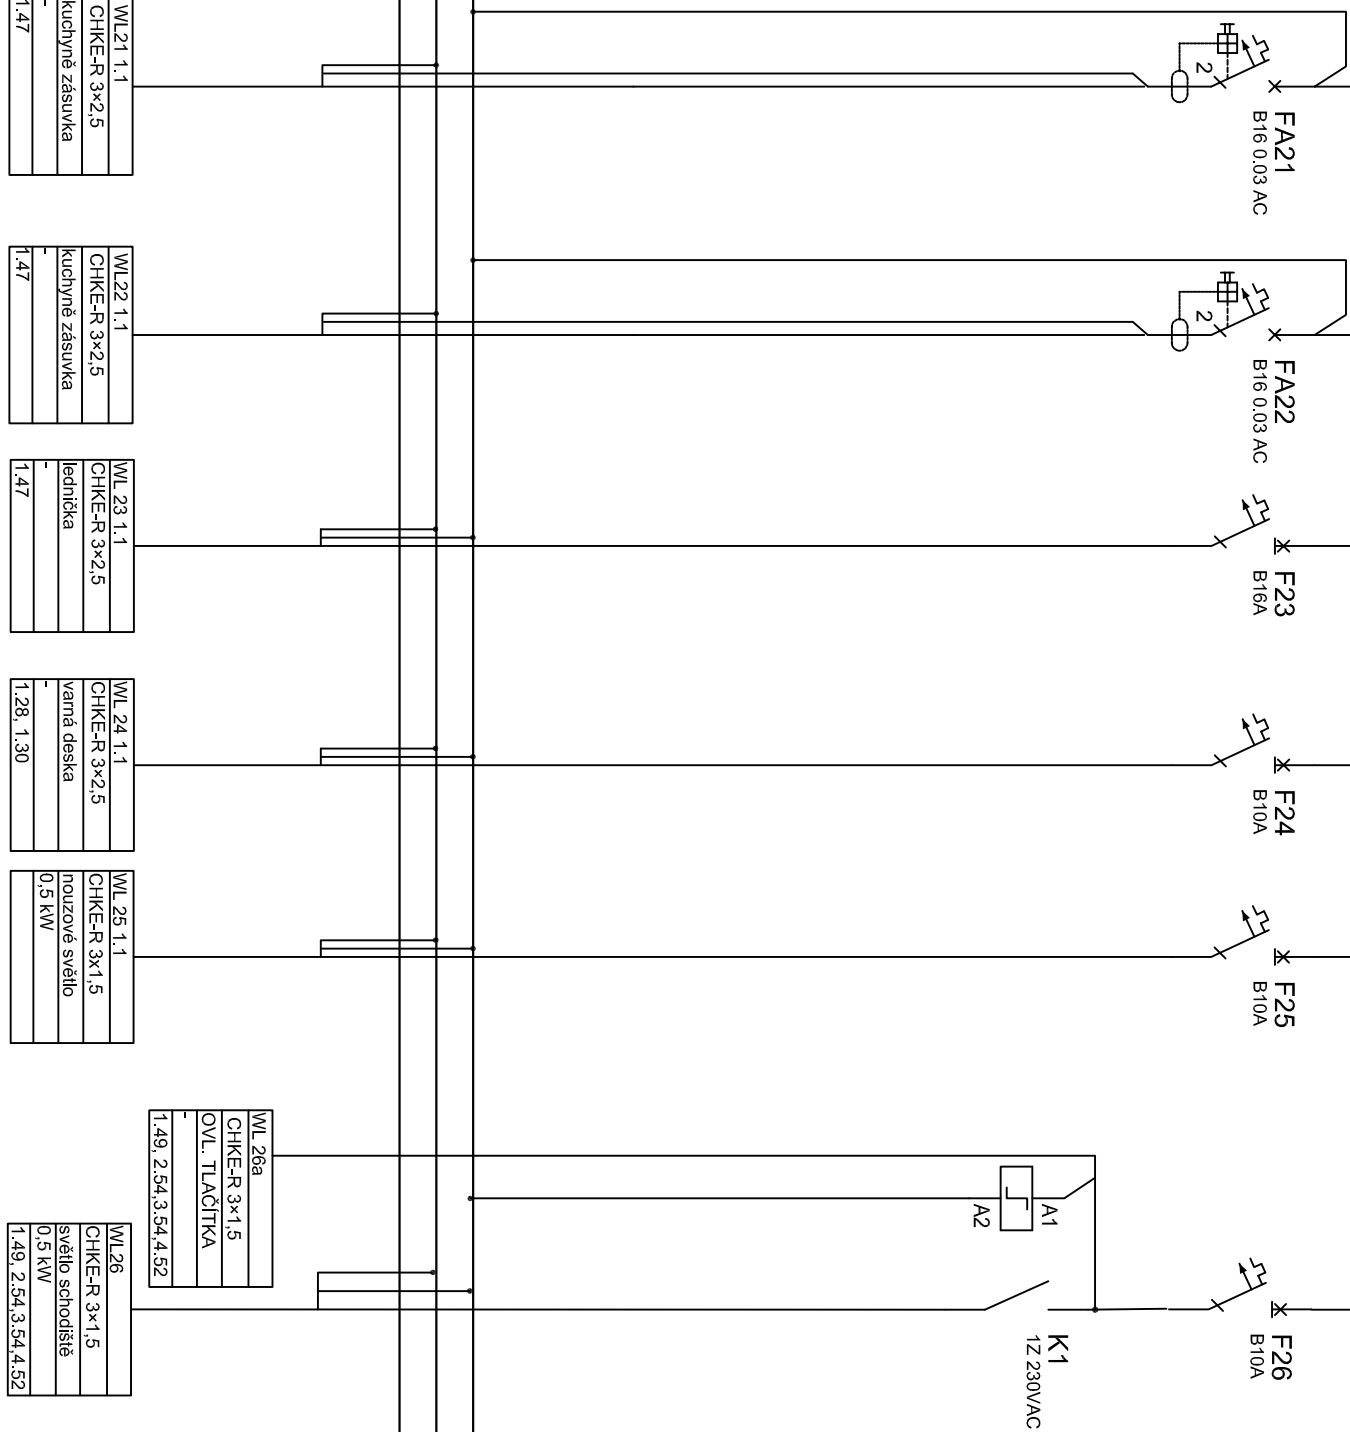 FA21
B16 0.03 AC
2
WL21 1.1
CHKE-R 3×2,5
kuchyně zásuvka
-
1.47
FA22
B16 0.03 AC
2
WL22 1.1
CHKE-R 3×2,5
kuchyně zásuvka
-
1.47
F23
B16A
WL 23 1.1
CHKE-R 3×2,5
lednička
-
1.47
F24
B10A
WL 24 1.1
CHKE-R 3×2,5
varná deska
-
1.28, 1.30
F25
B10A
WL 25 1.1
CHKE-R 3x1,5
nouzové světlo
0,5 kW
A1
A2
WL 26a
CHKE-R 3×1,5
OVL. TLAČÍTKA
-
1.49, 2.54,3.54,4.52
F26
B10A
K1
1Z 230VAC
WL26
CHKE-R 3×1,5
světlo schodiště
0,5 kW
1.49, 2.54,3.54,4.52